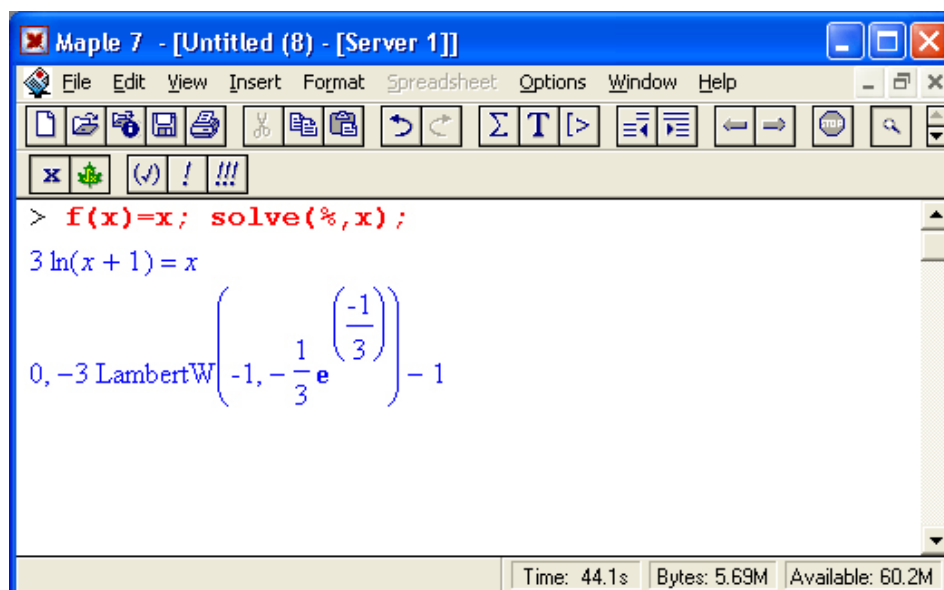 Maple 7 - [Untitled (8) - [Server 1]]
File Edit View Insert Format Spreadsheet Options Window Help
Σ T [> STOP
x (√) ! !!!
> f(x)=x; solve(%,x);
3 ln(x + 1) = x
0, −3 LambertW(-1, − 1/3 e^(-1/3)) − 1
Time: 44.1s Bytes: 5.69M Available: 60.2M